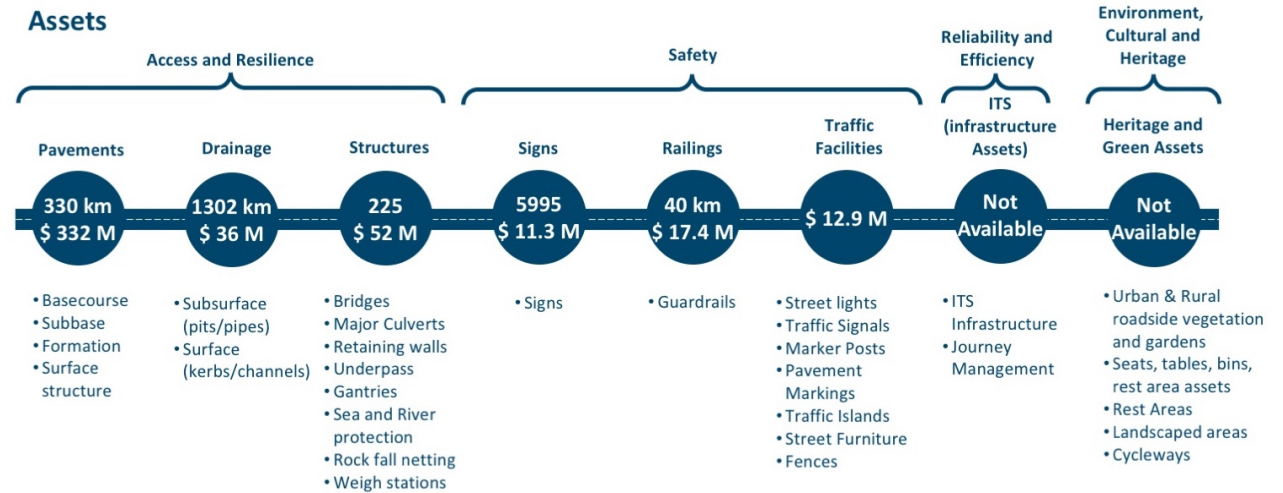 Assets
Access and Resilience
Safety
Reliability and
Efficiency
Environment,
Cultural and
Heritage
Pavements
Drainage
Structures
Signs
Railings
Traffic
Facilities
ITS
(infrastructure
Assets)
Heritage and
Green Assets
330 km
$ 332 M
1302 km
$ 36 M
225
$ 52 M
5995
$ 11.3 M
40 km
$ 17.4 M
$ 12.9 M
Not
Available
Not
Available
• Basecourse
• Subbase
• Formation
• Surface
structure
• Subsurface
(pits/pipes)
• Surface
(kerbs/channels)
• Bridges
• Major Culverts
• Retaining walls
• Underpass
• Gantries
• Sea and River
protection
• Rock fall netting
• Weigh stations
• Signs
• Guardrails
• Street lights
• Traffic Signals
• Marker Posts
• Pavement
Markings
• Traffic Islands
• Street Furniture
• Fences
• ITS
Infrastructure
• Journey
Management
• Urban & Rural
roadside vegetation
and gardens
• Seats, tables, bins,
rest area assets
• Rest Areas
• Landscaped areas
• Cycleways